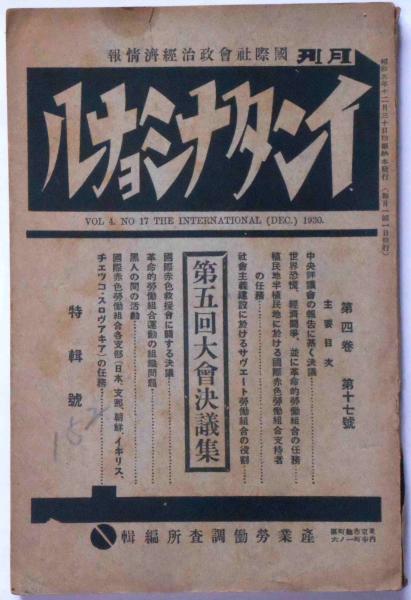 月刊 國際社會政治經濟情報
インタナショナル
VOL 4. NO 17 THE INTERNATIONAL (DEC.) 1930.
第四卷 第十七號
主要目次
中央評議會の報告に基く決議
世界恐慌、經濟鬪爭、並に革命的勞働組合の任務
植民地半植民地に於ける國際赤色勞働組合支持者
の任務
社會主義建設に於けるサヴェート勞働組合の役割
第五回大會決議集
國際赤色救援會に關する決議
革命的勞働組合運動の組織問題
黑人の間の活動
國際赤色勞働組合各支部(日本、支那、朝鮮、イギリス、
チェッコ・スロヴアキア)の任務
特輯號
182
產業勞働調査所編輯